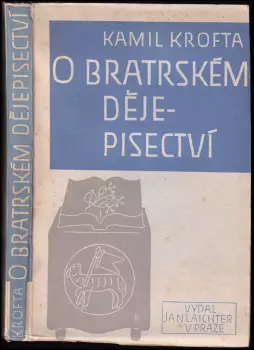 KROFTA O BRATRSKÉM DĚJEPISECTVÍ
KAMIL KROFTA
O BRATRSKÉM
DĚJE-
PISECTVÍ
VYDAL
JAN LAICHTER
V PRAZE